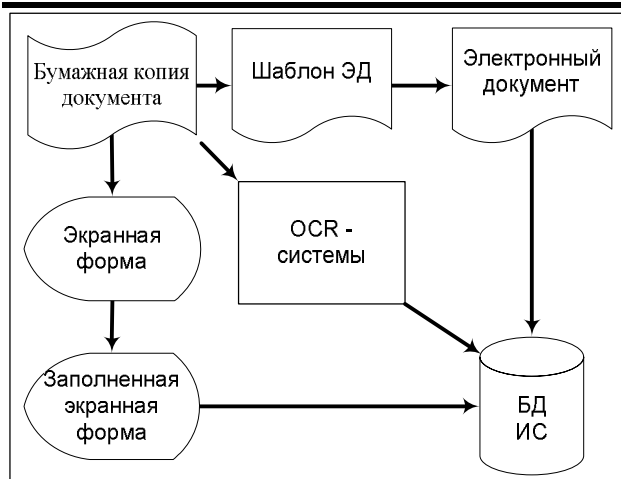 Бумажная копия
документа
Шаблон ЭД
Электронный
документ
Экранная
форма
OCR -
системы
Заполненная
экранная
форма
БД
ИС